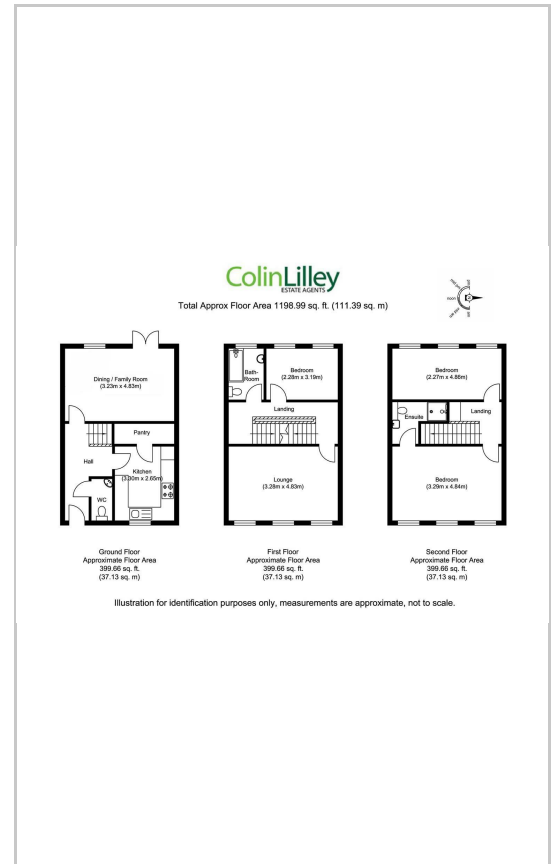 ColinLilley
ESTATE AGENTS
Total Approx Floor Area 1198.99 sq. ft. (111.39 sq. m)
Dining / Family Room
(3.23m x 4.83m)
Pantry
Hall
Kitchen
(3.30m x 2.65m)
WC
Ground Floor
Approximate Floor Area
399.66 sq. ft.
(37.13 sq. m)
Bath-
Room
Bedroom
(2.28m x 3.19m)
Landing
Lounge
(3.28m x 4.83m)
First Floor
Approximate Floor Area
399.66 sq. ft.
(37.13 sq. m)
Bedroom
(2.27m x 4.86m)
Ensuite
Landing
Bedroom
(3.29m x 4.84m)
Second Floor
Approximate Floor Area
399.66 sq. ft.
(37.13 sq. m)
Illustration for identification purposes only, measurements are approximate, not to scale.